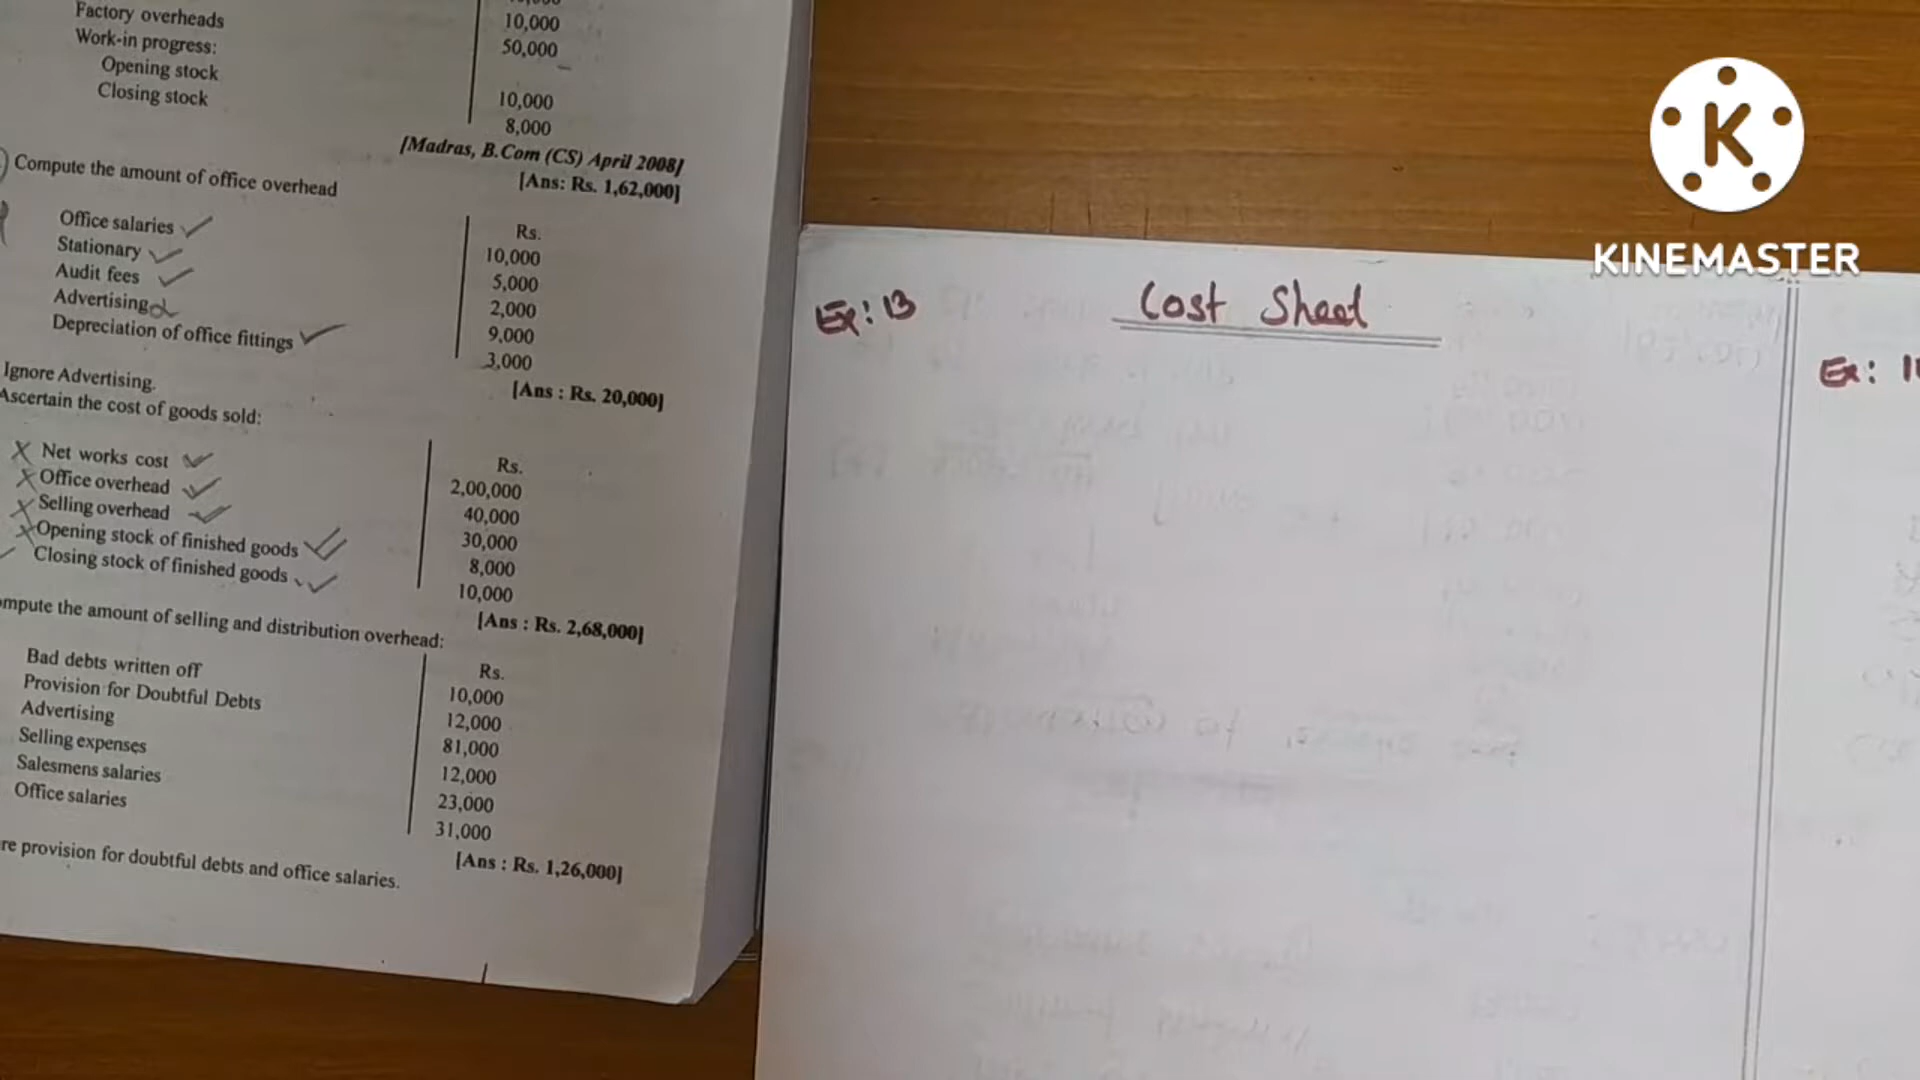 Factory overheads 10,000
Work-in progress: 50,000
Opening stock 10,000
Closing stock 8,000
[Madras, B.Com (CS) April 2008]
[Ans: Rs. 1,62,000]
Compute the amount of office overhead
Rs.
Office salaries 10,000
Stationary 5,000
Audit fees 2,000
Advertising 9,000
Depreciation of office fittings 3,000
Ignore Advertising.
[Ans : Rs. 20,000]
Ascertain the cost of goods sold:
Rs.
Net works cost 2,00,000
Office overhead 40,000
Selling overhead 30,000
Opening stock of finished goods 8,000
Closing stock of finished goods 10,000
[Ans : Rs. 2,68,000]
the amount of selling and distribution overhead:
Rs.
Bad debts written off 10,000
Provision for Doubtful Debts 12,000
Advertising 81,000
Selling expenses 12,000
Salesmens salaries 23,000
Office salaries 31,000
[Ans : Rs. 1,26,000]
provision for doubtful debts and office salaries.
Ex: 13 Cost Sheet
Ex:
K
KINEMASTER